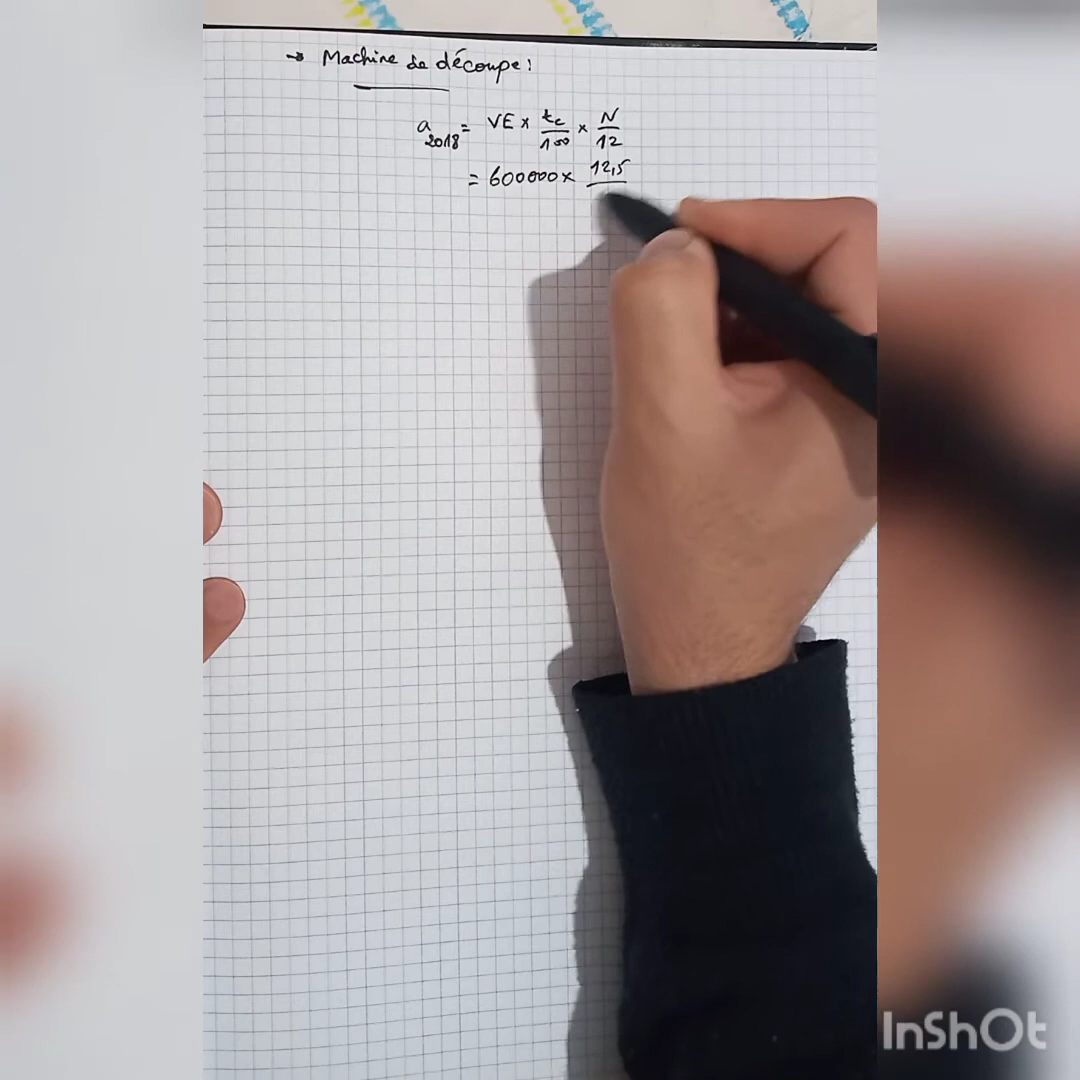 → Machine de découpe :
a2018 = VE x tc/100 x N/12
= 600000 x 12,5/
InShOt